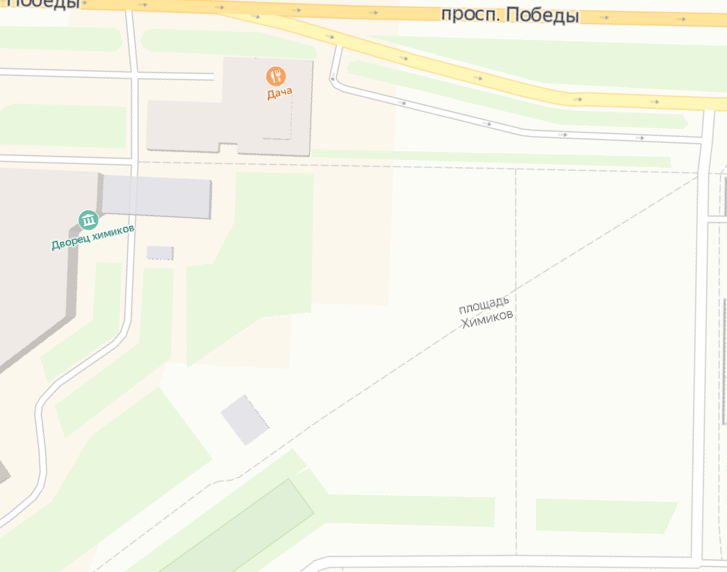 Победы
просп. Победы
Дача
Дворец химиков
площадь
Химиков